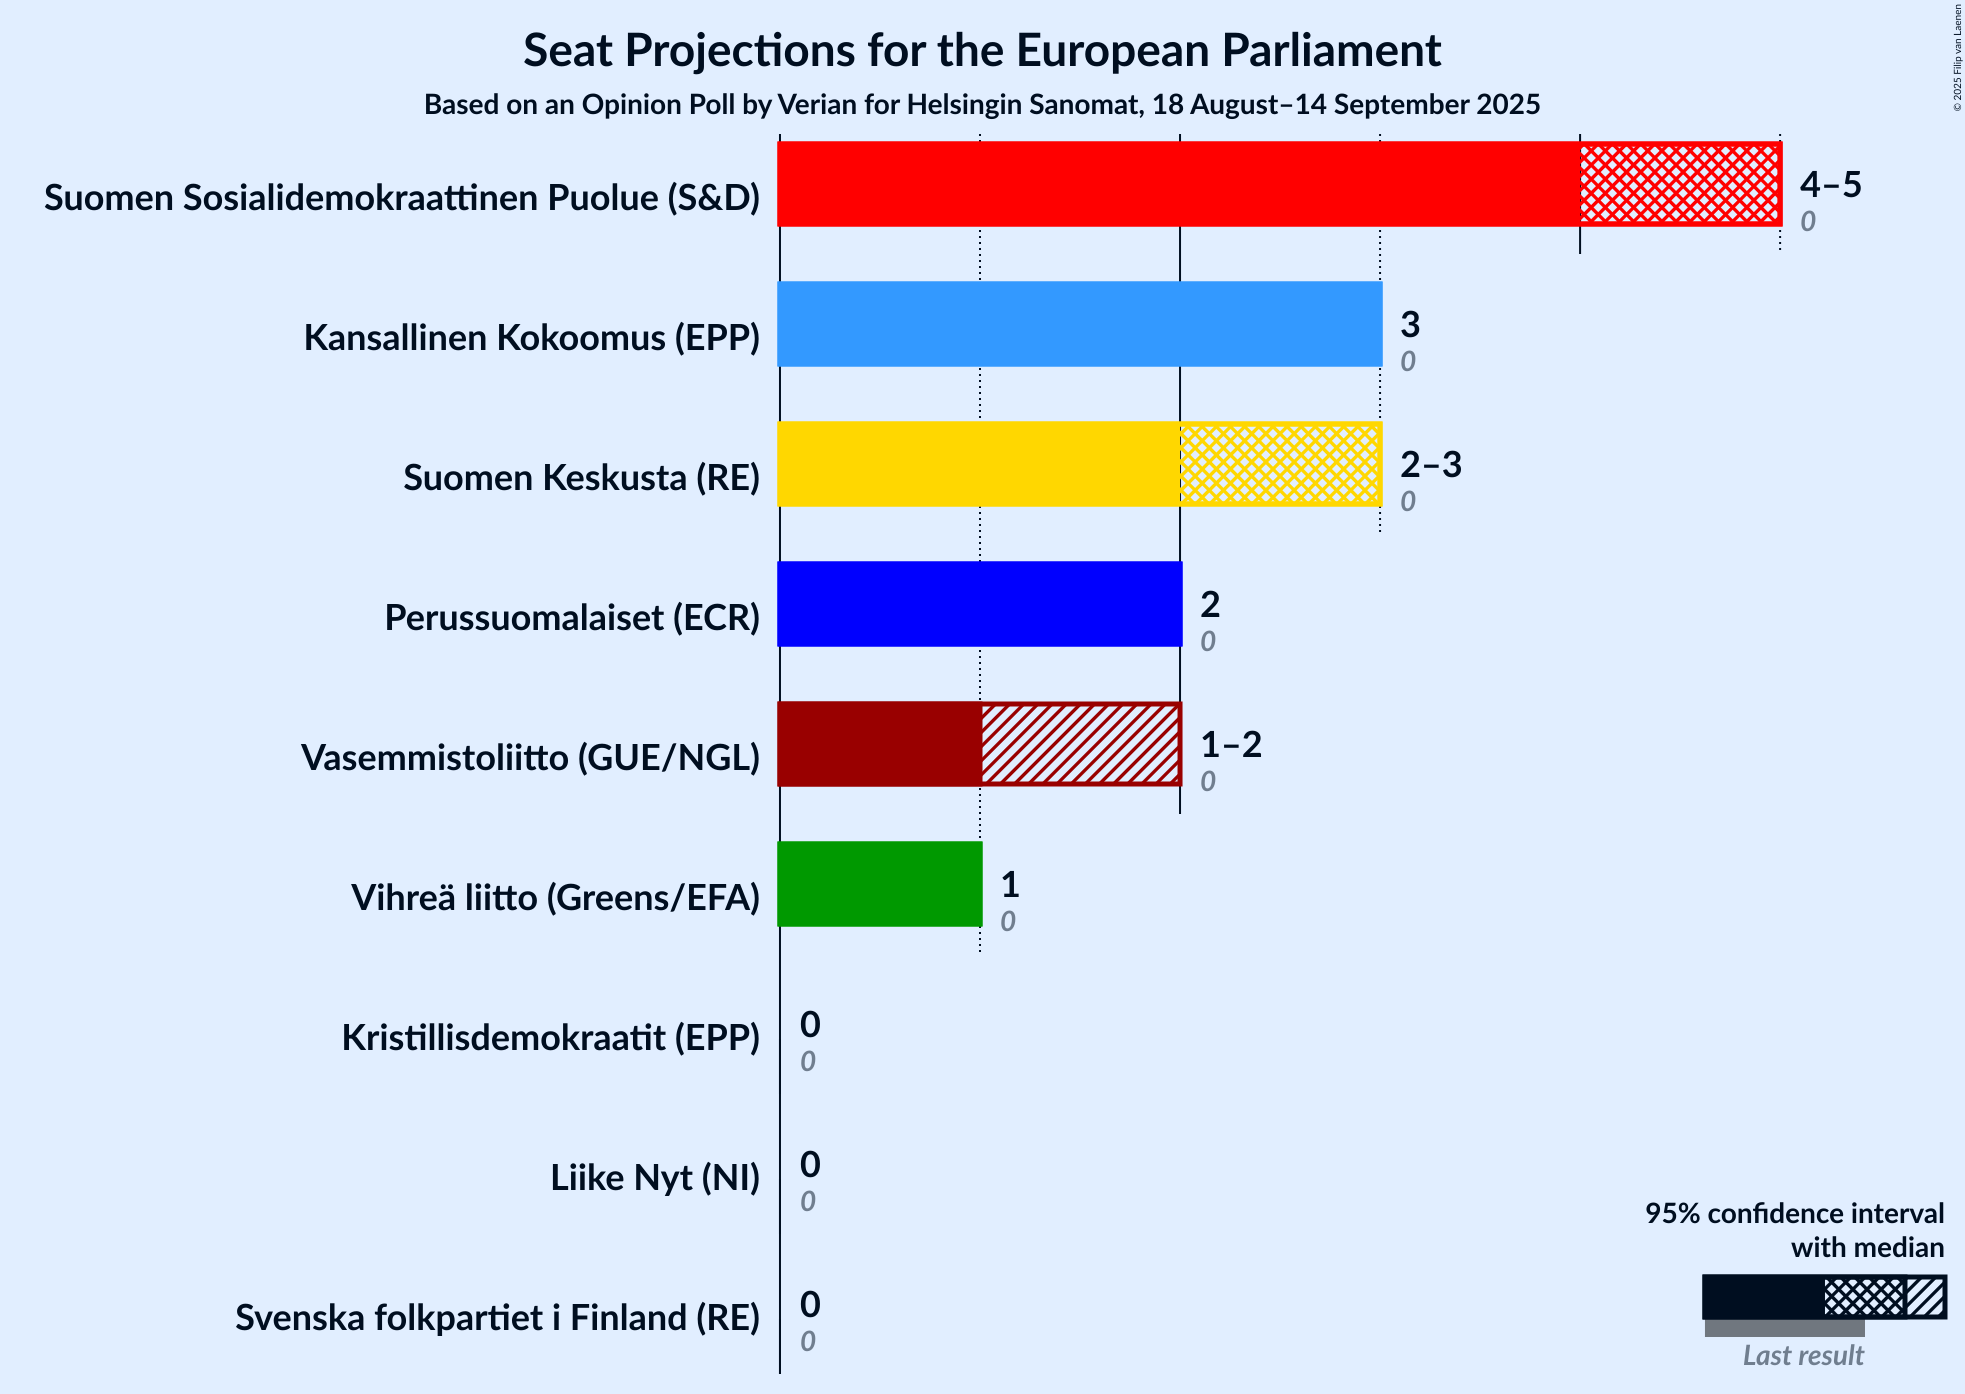 Seat Projections for the European Parliament
Based on an Opinion Poll by Verian for Helsingin Sanomat, 18 August–14 September 2025
© 2025 Filip van Laenen
Suomen Sosialidemokraattinen Puolue (S&D)
4–5
0
Kansallinen Kokoomus (EPP)
3
0
Suomen Keskusta (RE)
2–3
0
Perussuomalaiset (ECR)
2
0
Vasemmistoliitto (GUE/NGL)
1–2
0
Vihreä liitto (Greens/EFA)
1
0
Kristillisdemokraatit (EPP)
0
0
Liike Nyt (NI)
0
0
Svenska folkpartiet i Finland (RE)
0
0
95% confidence interval
with median
Last result